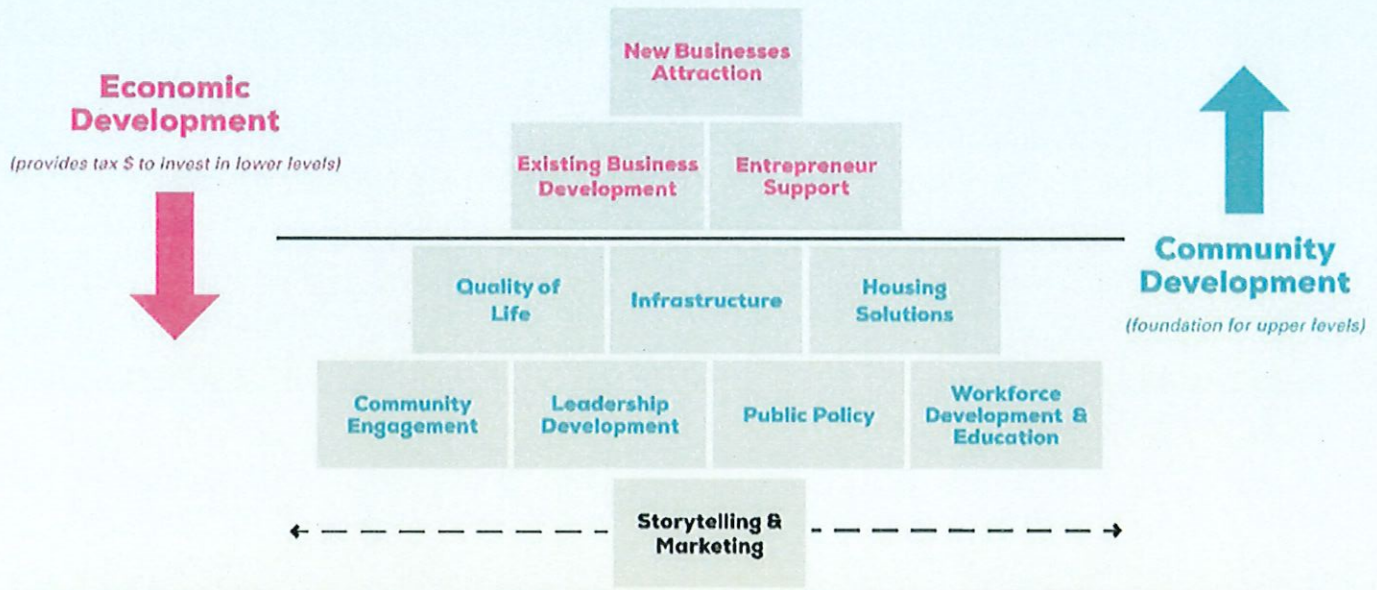 New Businesses
Attraction
Economic
Development
(provides tax $ to invest in lower levels)
Existing Business
Development
Entrepreneur
Support
Community
Development
(foundation for upper levels)
Quality of
Life
Infrastructure
Housing
Solutions
Community
Engagement
Leadership
Development
Public Policy
Workforce
Development &
Education
Storytelling &
Marketing